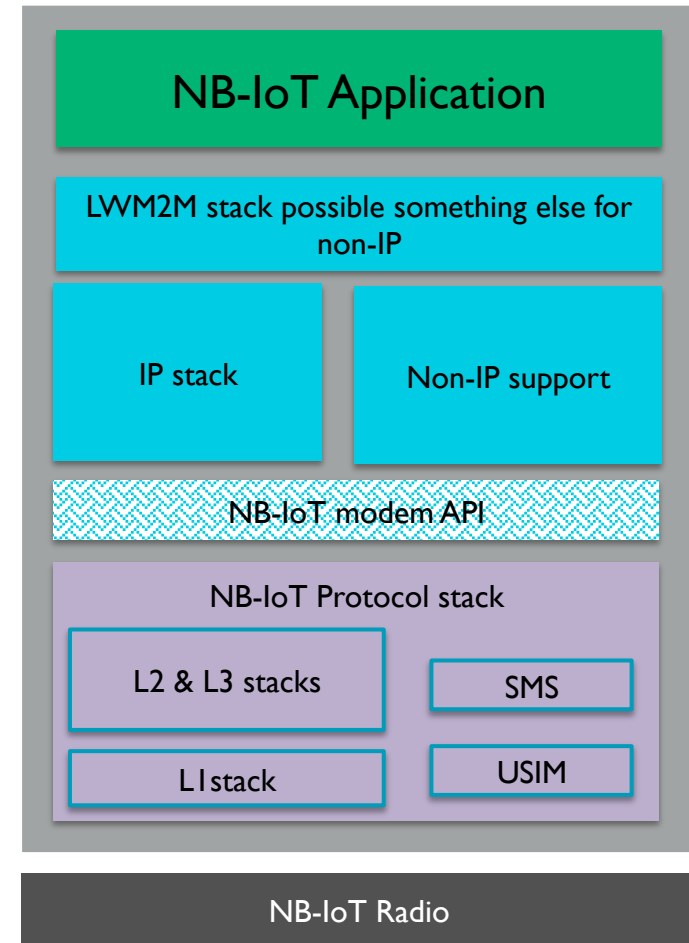 NB-IoT Application
LWM2M stack possible something else for
non-IP
IP stack
Non-IP support
NB-IoT modem API
NB-IoT Protocol stack
L2 & L3 stacks
SMS
L1stack
USIM
NB-IoT Radio